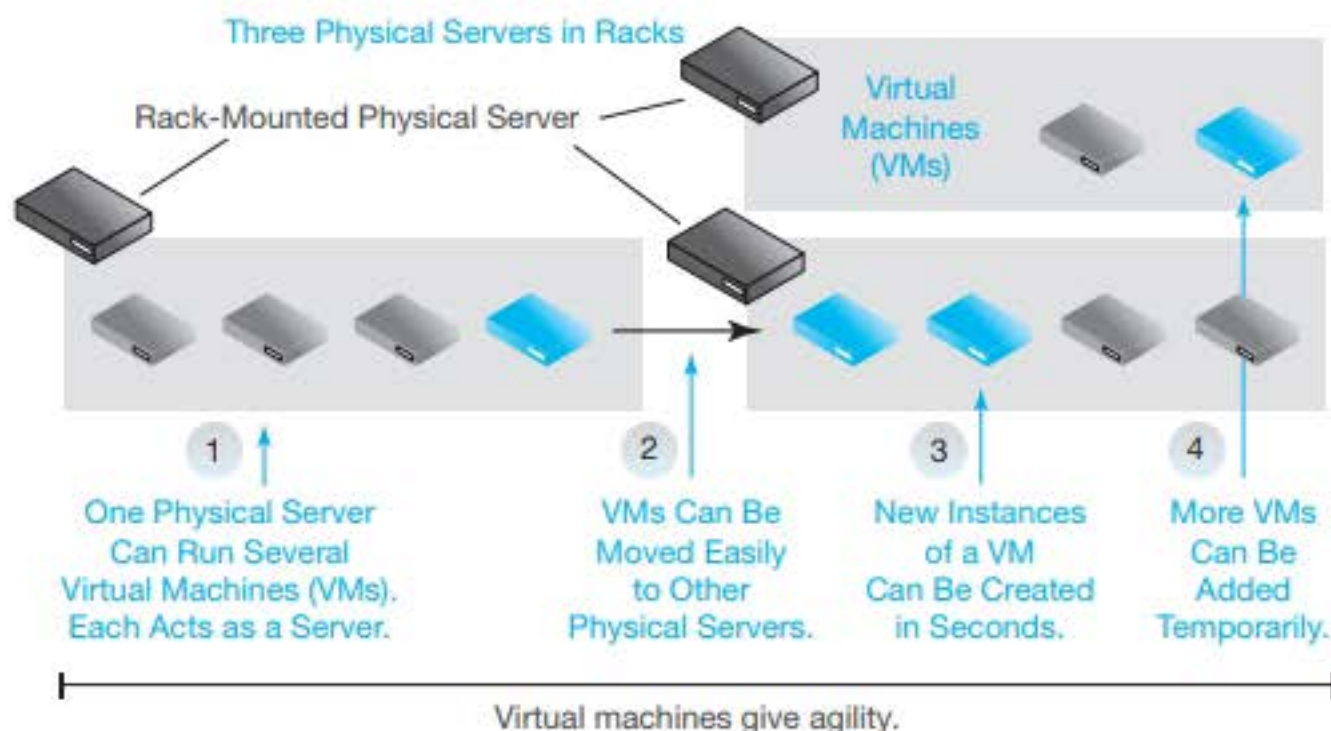 Three Physical Servers in Racks
Rack-Mounted Physical Server
Virtual
Machines
(VMs)
1
One Physical Server
Can Run Several
Virtual Machines (VMs).
Each Acts as a Server.
2
VMs Can Be
Moved Easily
to Other
Physical Servers.
3
New Instances
of a VM
Can Be Created
in Seconds.
4
More VMs
Can Be
Added
Temporarily.
Virtual machines give agility.